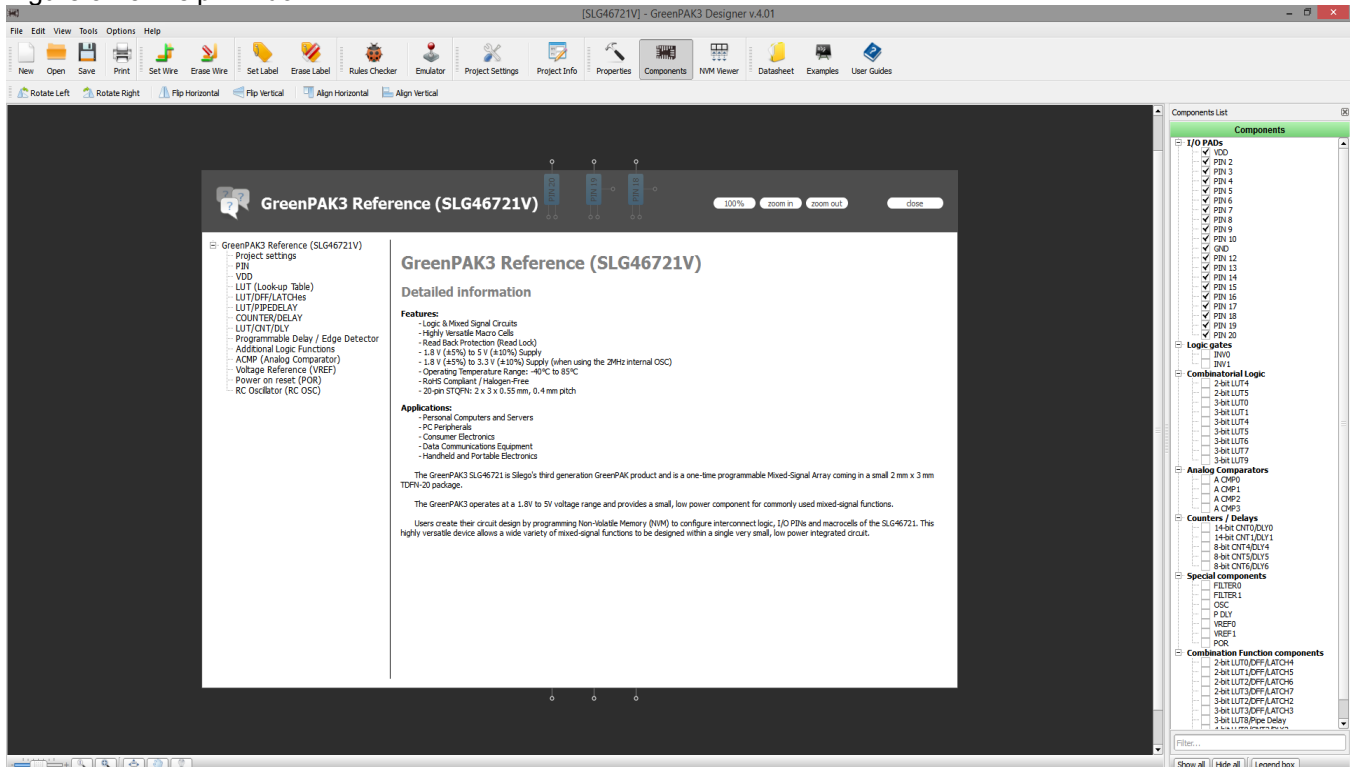 [SLG46721V] - GreenPAK3 Designer v.4.01
File Edit View Tools Options Help
New Open Save Print Set Wire Erase Wire Set Label Erase Label Rules Checker Emulator Project Settings Project Info Properties Components NVM Viewer Datasheet Examples User Guides
Rotate Left Rotate Right Flip Horizontal Flip Vertical Align Horizontal Align Vertical
PIN 20 PIN 19 PIN 18
GreenPAK3 Reference (SLG46721V)
100% zoom in zoom out close
GreenPAK3 Reference (SLG46721V)
Project settings
PIN
VDD
LUT (Look-up Table)
LUT/DFF/LATCHes
LUT/PIPEDELAY
COUNTER/DELAY
LUT/CNT/DLY
Programmable Delay / Edge Detector
Additional Logic Functions
ACMP (Analog Comparator)
Voltage Reference (VREF)
Power on reset (POR)
RC Oscillator (RC OSC)
GreenPAK3 Reference (SLG46721V)
Detailed information
Features:
- Logic & Mixed Signal Circuits
- Highly Versatile Macro Cells
- Read Back Protection (Read Lock)
- 1.8 V (±5%) to 5 V (±10%) Supply
- 1.8 V (±5%) to 3.3 V (±10%) Supply (when using the 2MHz internal OSC)
- Operating Temperature Range: -40°C to 85°C
- RoHS Compliant / Halogen-Free
- 20-pin STQFN: 2 x 3 x 0.55 mm, 0.4 mm pitch
Applications:
- Personal Computers and Servers
- PC Peripherals
- Consumer Electronics
- Data Communications Equipment
- Handheld and Portable Electronics
The GreenPAK3 SLG46721 is Silego's third generation GreenPAK product and is a one-time programmable Mixed-Signal Array coming in a small 2 mm x 3 mm
TDFN-20 package.
The GreenPAK3 operates at a 1.8V to 5V voltage range and provides a small, low power component for commonly used mixed-signal functions.
Users create their circuit design by programming Non-Volatile Memory (NVM) to configure interconnect logic, I/O PINs and macrocells of the SLG46721. This
highly versatile device allows a wide variety of mixed-signal functions to be designed within a single very small, low power integrated circuit.
Components List
Components
I/O PADs
VDD
PIN 2
PIN 3
PIN 4
PIN 5
PIN 6
PIN 7
PIN 8
PIN 9
PIN 10
GND
PIN 12
PIN 13
PIN 14
PIN 15
PIN 16
PIN 17
PIN 18
PIN 19
PIN 20
Logic gates
INV0
INV1
Combinatorial Logic
2-bit LUT4
2-bit LUT5
3-bit LUT0
3-bit LUT1
3-bit LUT4
3-bit LUT5
3-bit LUT6
3-bit LUT7
3-bit LUT9
Analog Comparators
A CMP0
A CMP1
A CMP2
A CMP3
Counters / Delays
14-bit CNT0/DLY0
14-bit CNT1/DLY1
8-bit CNT4/DLY4
8-bit CNT5/DLY5
8-bit CNT6/DLY6
Special components
FILTER0
FILTER1
OSC
P DLY
VREF0
VREF1
POR
Combination Function components
2-bit LUT0/DFF/LATCH4
2-bit LUT1/DFF/LATCH5
2-bit LUT2/DFF/LATCH6
2-bit LUT3/DFF/LATCH7
3-bit LUT2/DFF/LATCH2
3-bit LUT3/DFF/LATCH3
3-bit LUT8/Pipe Delay
Filter...
Show all Hide all Legend box